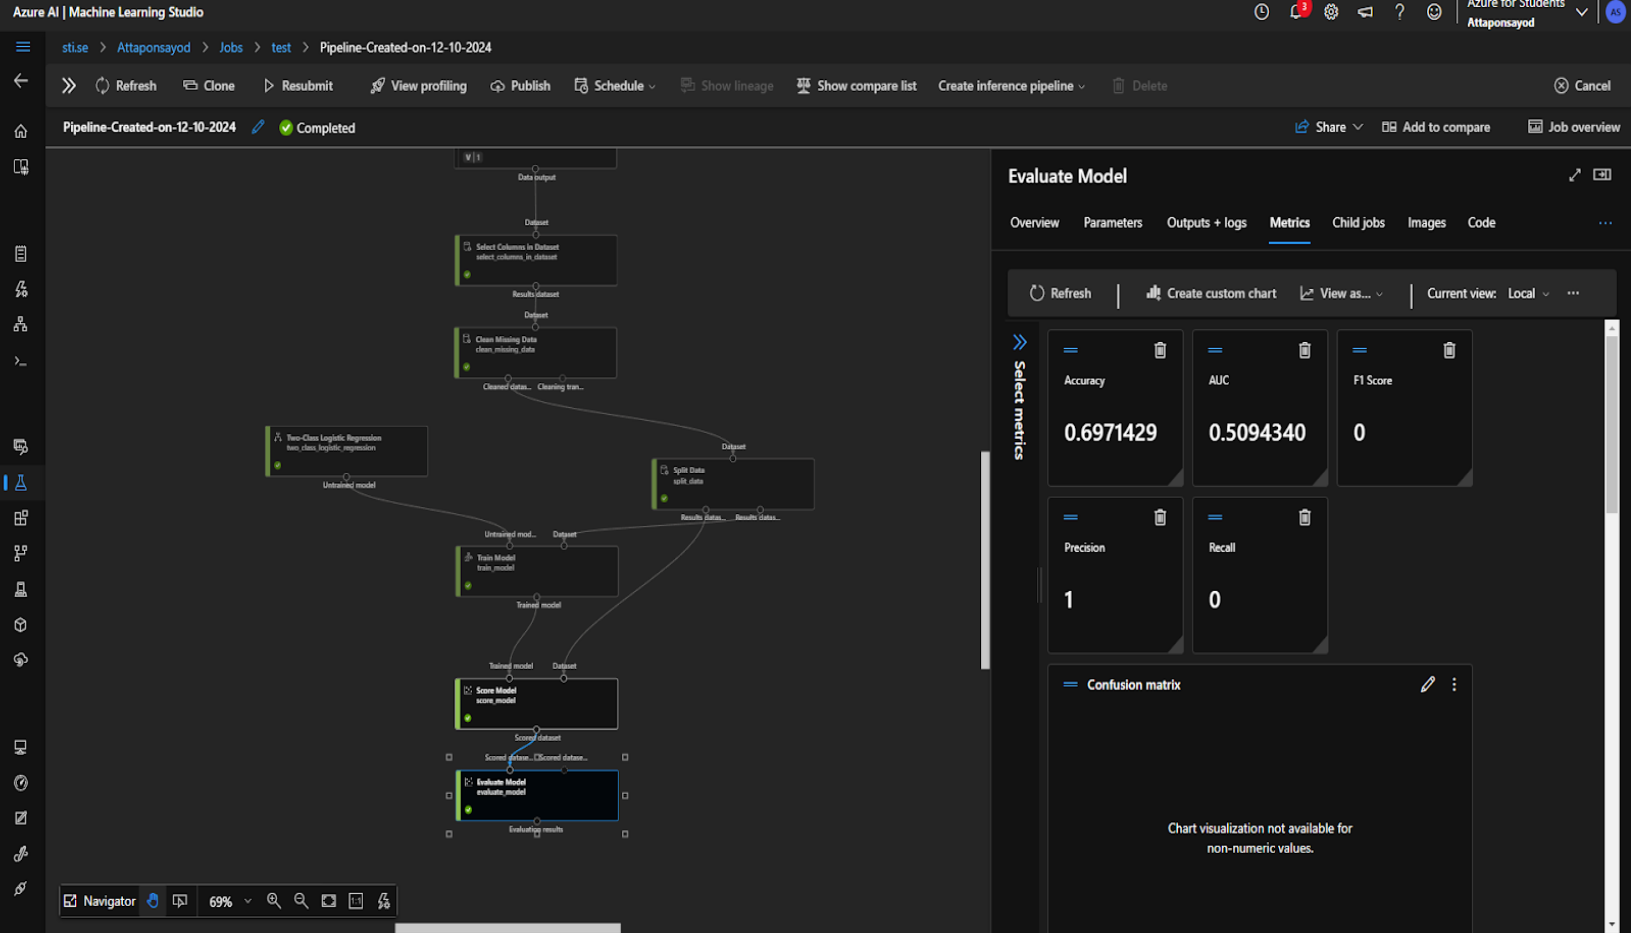 Azure AI | Machine Learning Studio
3
Azure for Students
Attaponsayod
AS
sti.se > Attaponsayod > Jobs > test > Pipeline-Created-on-12-10-2024
Refresh
Clone
Resubmit
View profiling
Publish
Schedule
Show lineage
Show compare list
Create inference pipeline
Delete
Cancel
Pipeline-Created-on-12-10-2024
Completed
Share
Add to compare
Job overview
V | 1
Data output
Dataset
Select Columns in Dataset
select_columns_in_dataset
Results dataset
Dataset
Clean Missing Data
clean_missing_data
Cleaned datas...
Cleaning tran...
Two-Class Logistic Regression
two_class_logistic_regression
Untrained model
Dataset
Split Data
split_data
Results datas...
Results datas...
Untrained mod...
Dataset
Train Model
train_model
Trained model
Trained model
Dataset
Score Model
score_model
Scored dataset
Scored datase...
Scored datase...
Evaluate Model
evaluate_model
Evaluation results
Navigator
69%
1:1
Evaluate Model
Overview
Parameters
Outputs + logs
Metrics
Child jobs
Images
Code
...
Refresh
Create custom chart
View as...
Current view:
Local
...
Select metrics
Accuracy
0.6971429
AUC
0.5094340
F1 Score
0
Precision
1
Recall
0
Confusion matrix
Chart visualization not available for
non-numeric values.